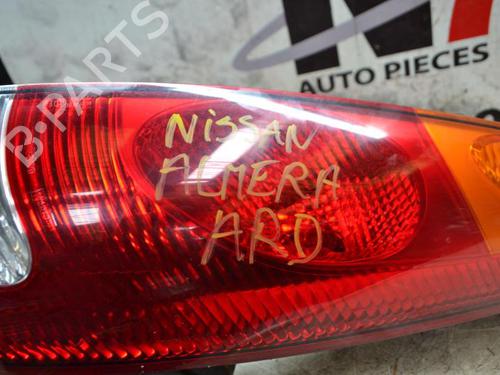 B-PARTS
AUTO PIECES
NissAN
ALMERA
ARD